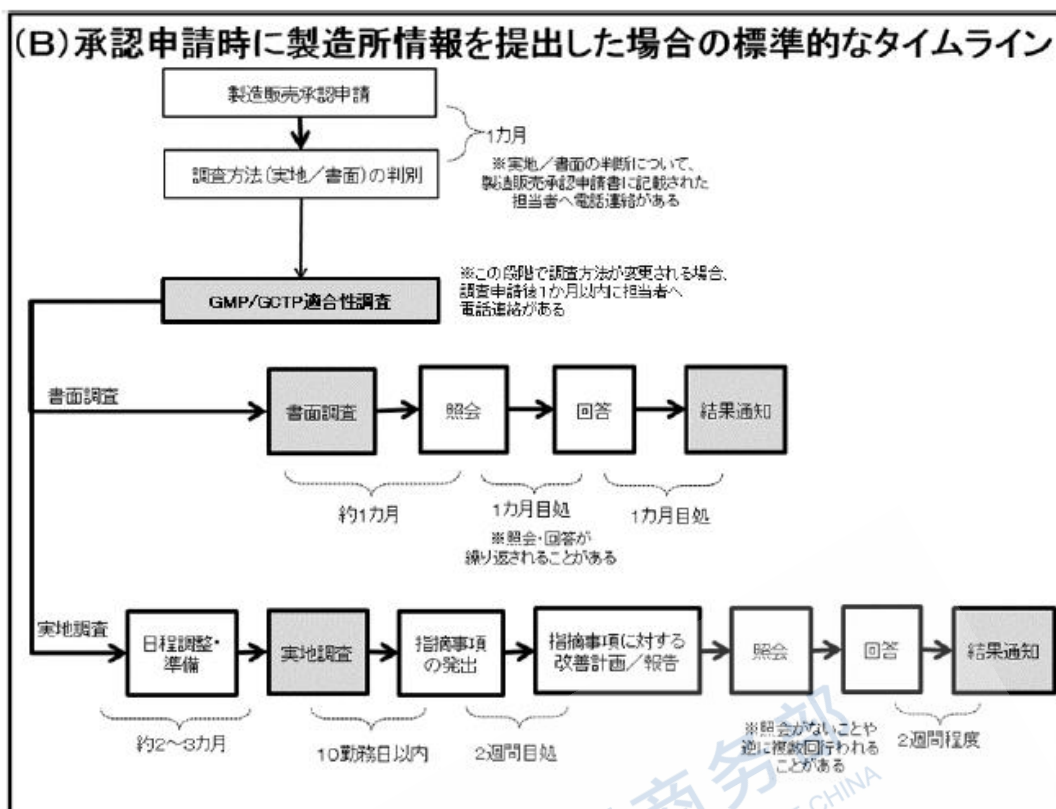 (B)承認申請時に製造所情報を提出した場合の標準的なタイムライン
製造販売承認申請
1カ月
調査方法(実地/書面)の判別
※実地/書面の判断について、
製造販売承認申請書に記載された
担当者へ電話連絡がある
GMP/GCTP適合性調査
※この段階で調査方法が変更される場合、
調査申請後1か月以内に担当者へ
電話連絡がある
書面調査
書面調査
照会
回答
結果通知
約1カ月
1カ月目処
1カ月目処
※照会・回答が
繰り返されることがある
実地調査
日程調整・
準備
実地調査
指摘事項
の発出
指摘事項に対する
改善計画/報告
照会
回答
結果通知
約2~3カ月
10勤務日以内
2週間目処
※照会がないことや
逆に複数回行われる
ことがある
2週間程度
商务部
CHINA